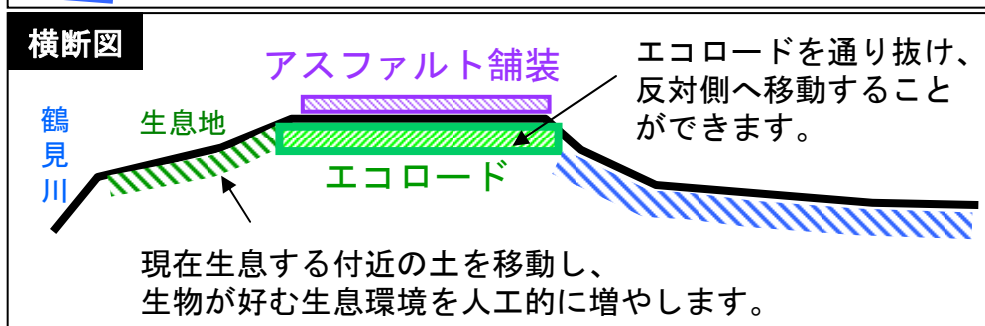 横断図
アスファルト舗装
エコロードを通り抜け、
反対側へ移動すること
ができます。
鶴見川
生息地
エコロード
現在生息する付近の土を移動し、
生物が好む生息環境を人工的に増やします。